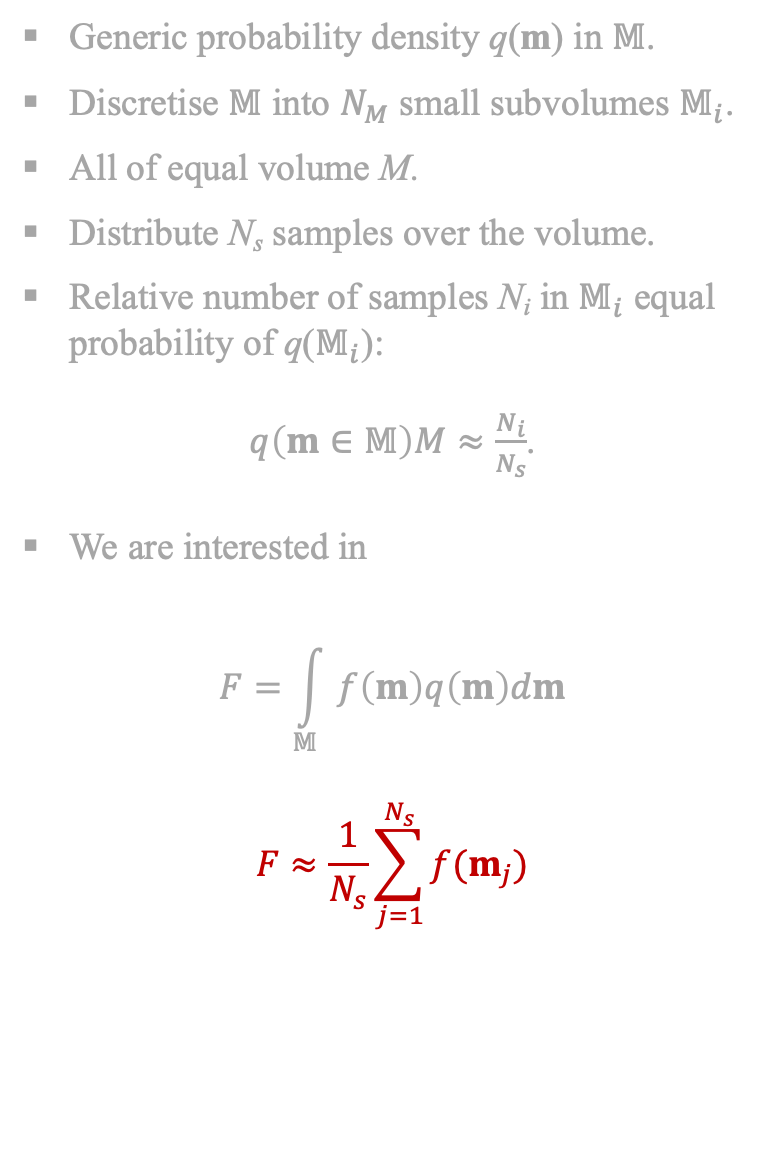 ▪ Generic probability density q(𝐦) in 𝕄.
▪ Discretise 𝕄 into N_M small subvolumes 𝕄_i.
▪ All of equal volume M.
▪ Distribute N_s samples over the volume.
▪ Relative number of samples N_i in 𝕄_i equal
probability of q(𝕄_i):
q(𝐦 ∈ 𝕄)M ≈ N_i/N_s.
▪ We are interested in
F = ∫_𝕄 f(𝐦)q(𝐦)d𝐦
F ≈ 1/N_s ∑_{j=1}^{N_s} f(𝐦_j)